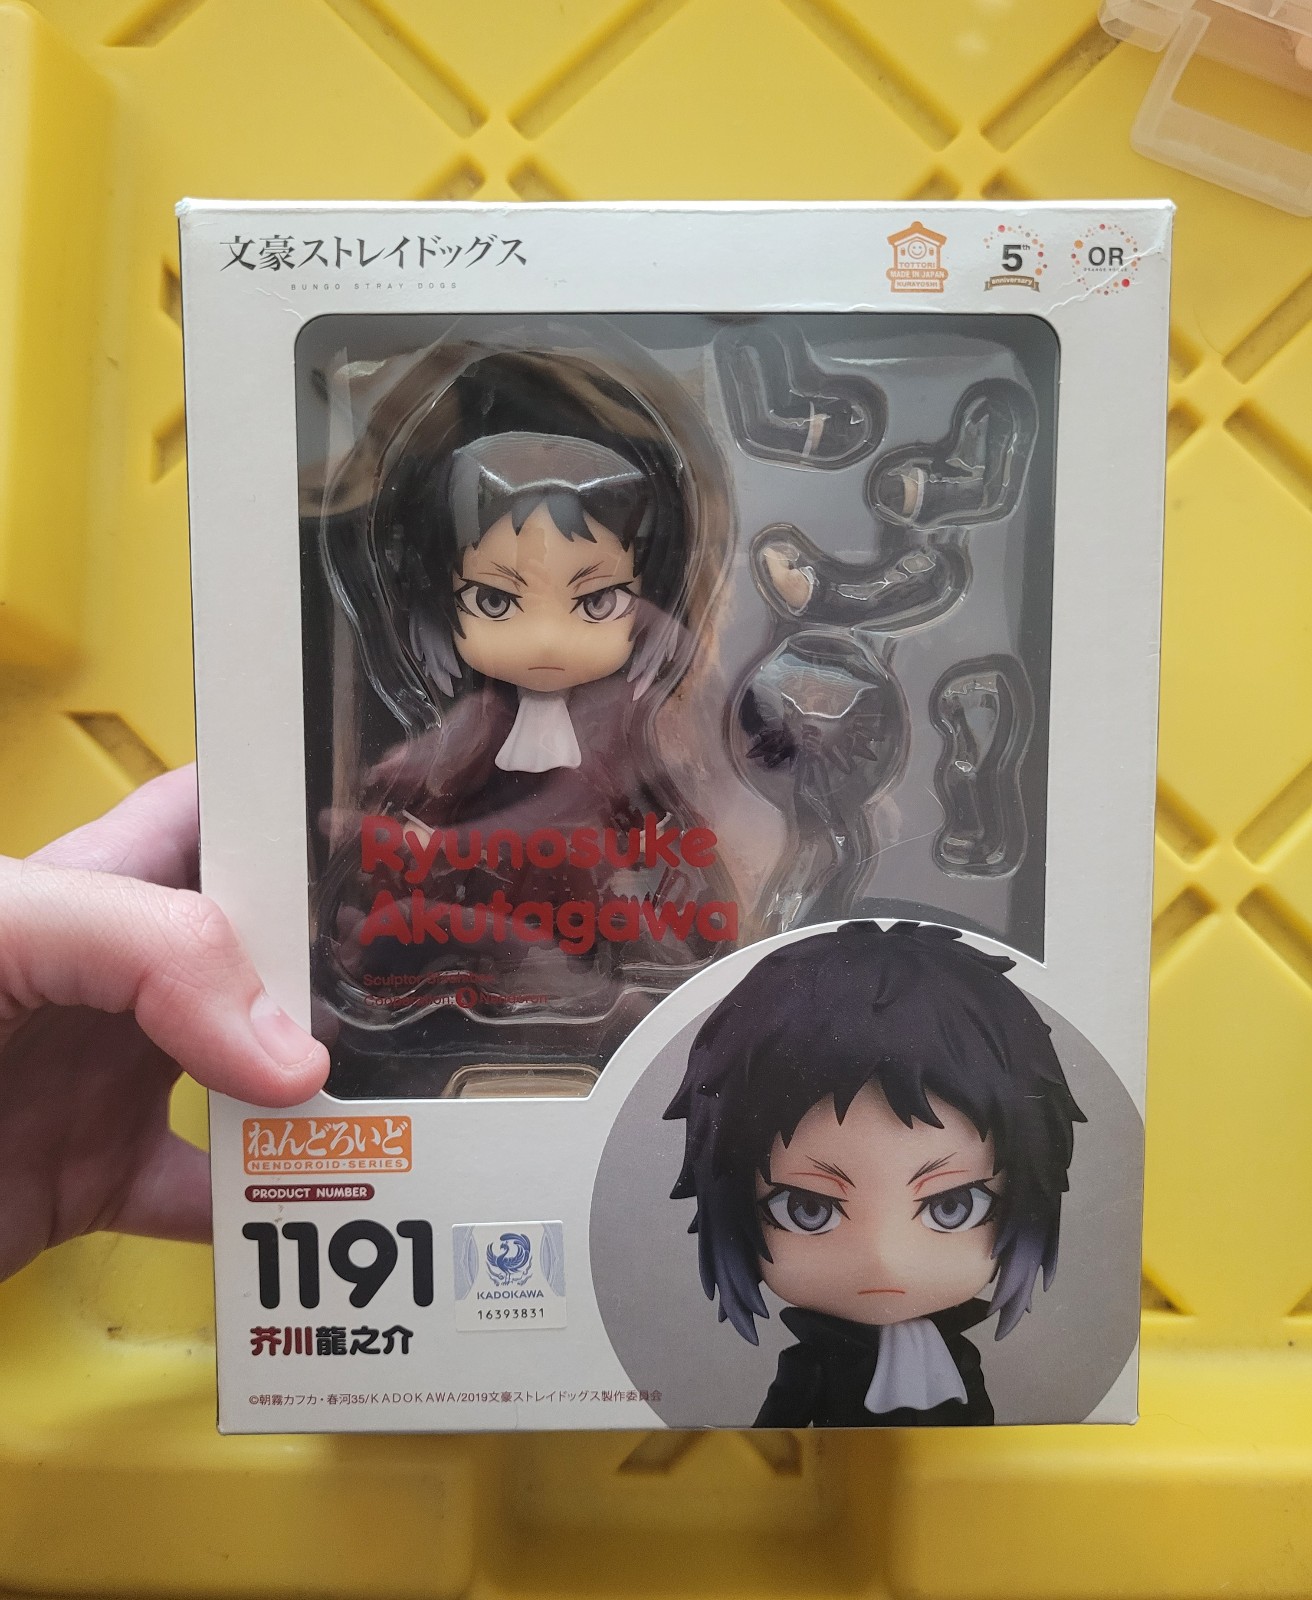 文豪ストレイドッグス
BUNGO STRAY DOGS
TOTTORI
MADE IN JAPAN
KURAYOSHI
5th
anniversary
OR
ORANGE ROUGE
Ryunosuke
Akutagawa
Sculptor
Cooperation: Nendoron
ねんどろいど
NENDOROID·SERIES
PRODUCT NUMBER
1191
KADOKAWA
16393831
芥川龍之介
©朝霧カフカ・春河35/KADOKAWA/2019文豪ストレイドッグス製作委員会